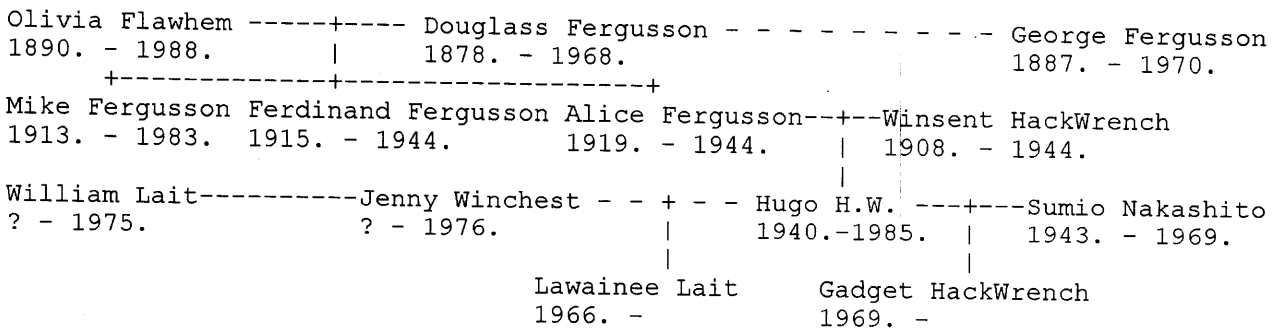 Olivia Flawhem -----+---- Douglass Fergusson - - - - - - - - - George Fergusson
1890. - 1988. | 1878. - 1968. 1887. - 1970.
+--------------+--------------------+
Mike Fergusson Ferdinand Fergusson Alice Fergusson--+--Winsent HackWrench
1913. - 1983. 1915. - 1944. 1919. - 1944. | 1908. - 1944.
|
William Lait----------Jenny Winchest - - + - - Hugo H.W. ---+---Sumio Nakashito
? - 1975. ? - 1976. | 1940.-1985. | 1943. - 1969.
| |
Lawainee Lait Gadget HackWrench
1966. - 1969. -